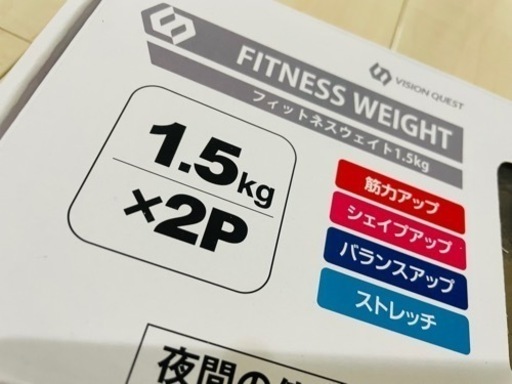 FITNESS WEIGHT
VISION QUEST
フィットネスウェイト1.5kg
1.5kg
×2P
筋力アップ
シェイプアップ
バランスアップ
ストレッチ
夜間の